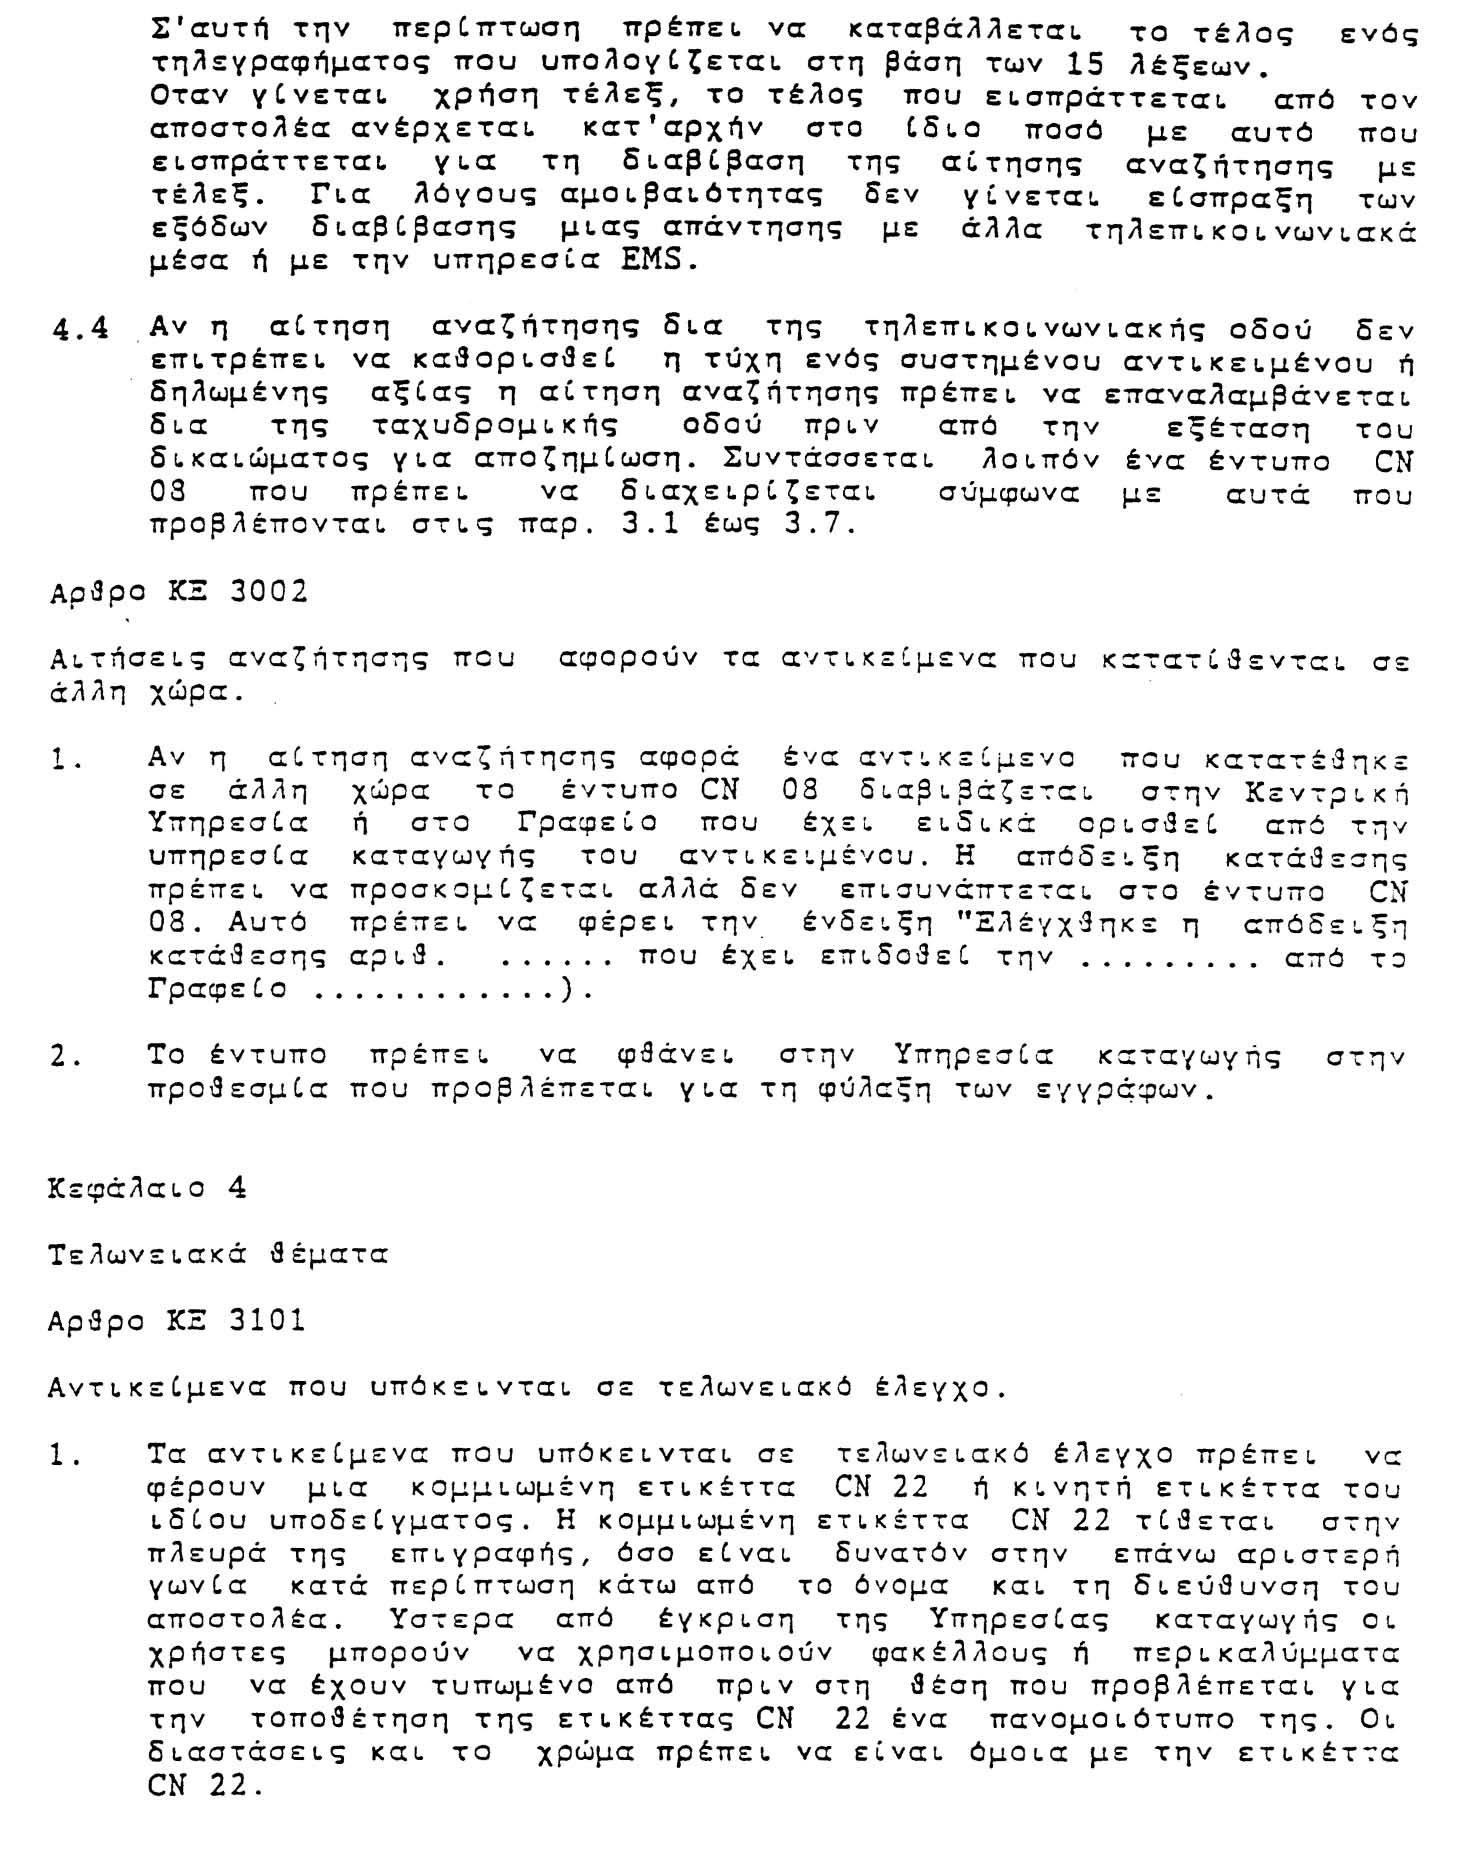 Σ'αυτή την περίπτωση πρέπει να καταβάλλεται το τέλος ενός
τηλεγραφήματος που υπολογίζεται στη βάση των 15 λέξεων.
Οταν γίνεται χρήση τέλεξ, το τέλος που εισπράττεται από τον
αποστολέα ανέρχεται κατ'αρχήν στο ίδιο ποσό με αυτό που
εισπράττεται για τη διαβίβαση της αίτησης αναζήτησης με
τέλεξ. Για λόγους αμοιβαιότητας δεν γίνεται είσπραξη των
εξόδων διαβίβασης μιας απάντησης με άλλα τηλεπικοινωνιακά
μέσα ή με την υπηρεσία EMS.
4.4 Αν η αίτηση αναζήτησης δια της τηλεπικοινωνιακής οδού δεν
επιτρέπει να καθορισθεί η τύχη ενός συστημένου αντικειμένου ή
δηλωμένης αξίας η αίτηση αναζήτησης πρέπει να επαναλαμβάνεται
δια της ταχυδρομικής οδού πριν από την εξέταση του
δικαιώματος για αποζημίωση. Συντάσσεται λοιπόν ένα έντυπο CN
08 που πρέπει να διαχειρίζεται σύμφωνα με αυτά που
προβλέπονται στις παρ. 3.1 έως 3.7.
Αρθρο ΚΞ 3002
Αιτήσεις αναζήτησης που αφορούν τα αντικείμενα που κατατίθενται σε
άλλη χώρα.
1. Αν η αίτηση αναζήτησης αφορά ένα αντικείμενο που κατατέθηκε
σε άλλη χώρα το έντυπο CN 08 διαβιβάζεται στην Κεντρική
Υπηρεσία ή στο Γραφείο που έχει ειδικά ορισθεί από την
υπηρεσία καταγωγής του αντικειμένου. Η απόδειξη κατάθεσης
πρέπει να προσκομίζεται αλλά δεν επισυνάπτεται στο έντυπο CN
08. Αυτό πρέπει να φέρει την ένδειξη "Ελέγχθηκε η απόδειξη
κατάθεσης αριθ. ...... που έχει επιδοθεί την ......... από το
Γραφείο ............).
2. Το έντυπο πρέπει να φθάνει στην Υπηρεσία καταγωγής στην
προθεσμία που προβλέπεται για τη φύλαξη των εγγράφων.
Κεφάλαιο 4
Τελωνειακά θέματα
Αρθρο ΚΞ 3101
Αντικείμενα που υπόκεινται σε τελωνειακό έλεγχο.
1. Τα αντικείμενα που υπόκεινται σε τελωνειακό έλεγχο πρέπει να
φέρουν μια κομμιωμένη ετικέττα CN 22 ή κινητή ετικέττα του
ιδίου υποδείγματος. Η κομμιωμένη ετικέττα CN 22 τίθεται στην
πλευρά της επιγραφής, όσο είναι δυνατόν στην επάνω αριστερή
γωνία κατά περίπτωση κάτω από το όνομα και τη διεύθυνση του
αποστολέα. Υστερα από έγκριση της Υπηρεσίας καταγωγής οι
χρήστες μπορούν να χρησιμοποιούν φακέλλους ή περικαλύμματα
που να έχουν τυπωμένο από πριν στη θέση που προβλέπεται για
την τοποθέτηση της ετικέττας CN 22 ένα πανομοιότυπο της. Οι
διαστάσεις και το χρώμα πρέπει να είναι όμοια με την ετικέττα
CN 22.